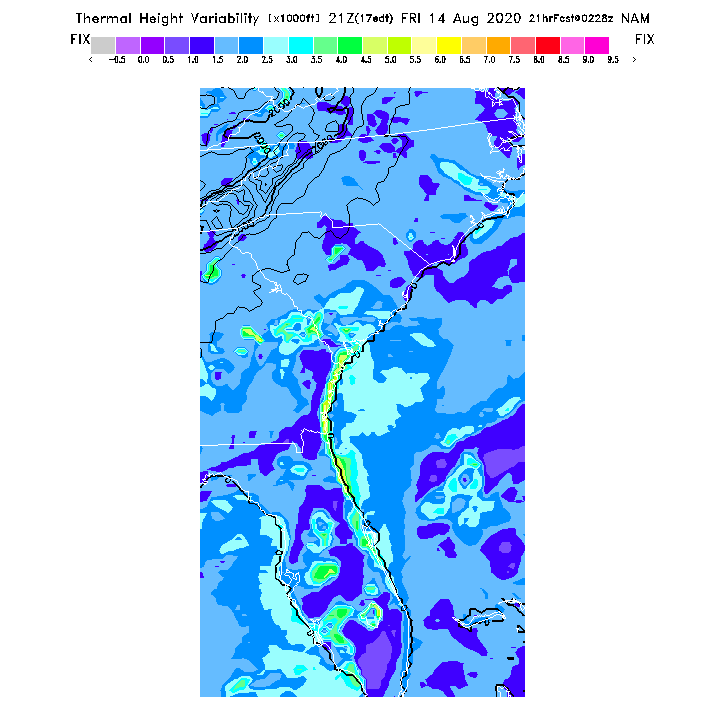 Thermal Height Variability [x1000ft] 21Z(17edt) FRI 14 Aug 2020 21hrFcst@0228z NAM
FIX FIX
< -0.5 0.0 0.5 1.0 1.5 2.0 2.5 3.0 3.5 4.0 4.5 5.0 5.5 6.0 6.5 7.0 7.5 8.0 8.5 9.0 9.5 >
2000
2000
2000